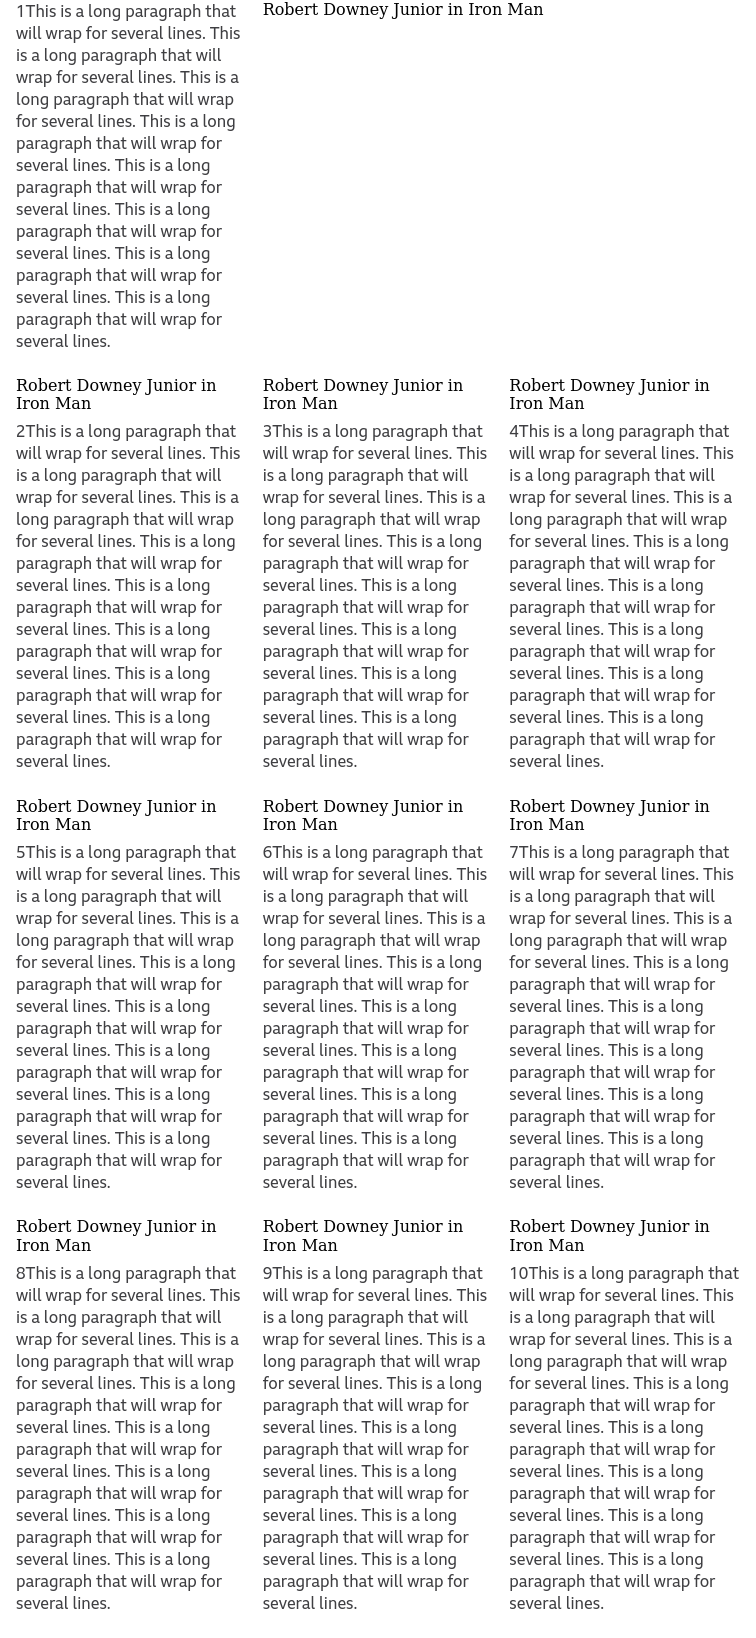 1This is a long paragraph that
will wrap for several lines. This
is a long paragraph that will
wrap for several lines. This is a
long paragraph that will wrap
for several lines. This is a long
paragraph that will wrap for
several lines. This is a long
paragraph that will wrap for
several lines. This is a long
paragraph that will wrap for
several lines. This is a long
paragraph that will wrap for
several lines. This is a long
paragraph that will wrap for
several lines.
Robert Downey Junior in Iron Man
Robert Downey Junior in
Iron Man
2This is a long paragraph that
will wrap for several lines. This
is a long paragraph that will
wrap for several lines. This is a
long paragraph that will wrap
for several lines. This is a long
paragraph that will wrap for
several lines. This is a long
paragraph that will wrap for
several lines. This is a long
paragraph that will wrap for
several lines. This is a long
paragraph that will wrap for
several lines. This is a long
paragraph that will wrap for
several lines.
Robert Downey Junior in
Iron Man
3This is a long paragraph that
will wrap for several lines. This
is a long paragraph that will
wrap for several lines. This is a
long paragraph that will wrap
for several lines. This is a long
paragraph that will wrap for
several lines. This is a long
paragraph that will wrap for
several lines. This is a long
paragraph that will wrap for
several lines. This is a long
paragraph that will wrap for
several lines. This is a long
paragraph that will wrap for
several lines.
Robert Downey Junior in
Iron Man
4This is a long paragraph that
will wrap for several lines. This
is a long paragraph that will
wrap for several lines. This is a
long paragraph that will wrap
for several lines. This is a long
paragraph that will wrap for
several lines. This is a long
paragraph that will wrap for
several lines. This is a long
paragraph that will wrap for
several lines. This is a long
paragraph that will wrap for
several lines. This is a long
paragraph that will wrap for
several lines.
Robert Downey Junior in
Iron Man
5This is a long paragraph that
will wrap for several lines. This
is a long paragraph that will
wrap for several lines. This is a
long paragraph that will wrap
for several lines. This is a long
paragraph that will wrap for
several lines. This is a long
paragraph that will wrap for
several lines. This is a long
paragraph that will wrap for
several lines. This is a long
paragraph that will wrap for
several lines. This is a long
paragraph that will wrap for
several lines.
Robert Downey Junior in
Iron Man
6This is a long paragraph that
will wrap for several lines. This
is a long paragraph that will
wrap for several lines. This is a
long paragraph that will wrap
for several lines. This is a long
paragraph that will wrap for
several lines. This is a long
paragraph that will wrap for
several lines. This is a long
paragraph that will wrap for
several lines. This is a long
paragraph that will wrap for
several lines. This is a long
paragraph that will wrap for
several lines.
Robert Downey Junior in
Iron Man
7This is a long paragraph that
will wrap for several lines. This
is a long paragraph that will
wrap for several lines. This is a
long paragraph that will wrap
for several lines. This is a long
paragraph that will wrap for
several lines. This is a long
paragraph that will wrap for
several lines. This is a long
paragraph that will wrap for
several lines. This is a long
paragraph that will wrap for
several lines. This is a long
paragraph that will wrap for
several lines.
Robert Downey Junior in
Iron Man
8This is a long paragraph that
will wrap for several lines. This
is a long paragraph that will
wrap for several lines. This is a
long paragraph that will wrap
for several lines. This is a long
paragraph that will wrap for
several lines. This is a long
paragraph that will wrap for
several lines. This is a long
paragraph that will wrap for
several lines. This is a long
paragraph that will wrap for
several lines. This is a long
paragraph that will wrap for
several lines.
Robert Downey Junior in
Iron Man
9This is a long paragraph that
will wrap for several lines. This
is a long paragraph that will
wrap for several lines. This is a
long paragraph that will wrap
for several lines. This is a long
paragraph that will wrap for
several lines. This is a long
paragraph that will wrap for
several lines. This is a long
paragraph that will wrap for
several lines. This is a long
paragraph that will wrap for
several lines. This is a long
paragraph that will wrap for
several lines.
Robert Downey Junior in
Iron Man
10This is a long paragraph that
will wrap for several lines. This
is a long paragraph that will
wrap for several lines. This is a
long paragraph that will wrap
for several lines. This is a long
paragraph that will wrap for
several lines. This is a long
paragraph that will wrap for
several lines. This is a long
paragraph that will wrap for
several lines. This is a long
paragraph that will wrap for
several lines. This is a long
paragraph that will wrap for
several lines.